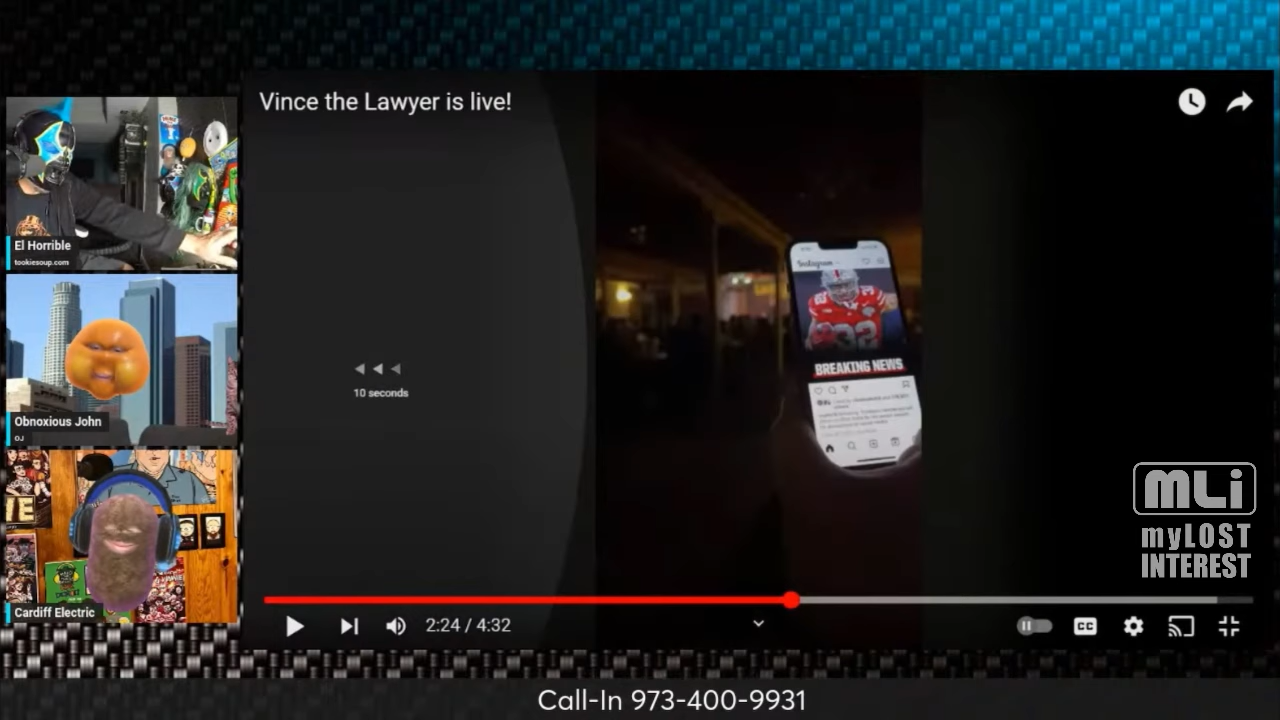 Vince the Lawyer is live!
El Horrible
tookiesoup.com
Obnoxious John
OJ
Cardiff Electric
10 seconds
Instagram
32
BREAKING NEWS
MLi
myLOST
INTEREST
2:24 / 4:32
CC
Call-In 973-400-9931